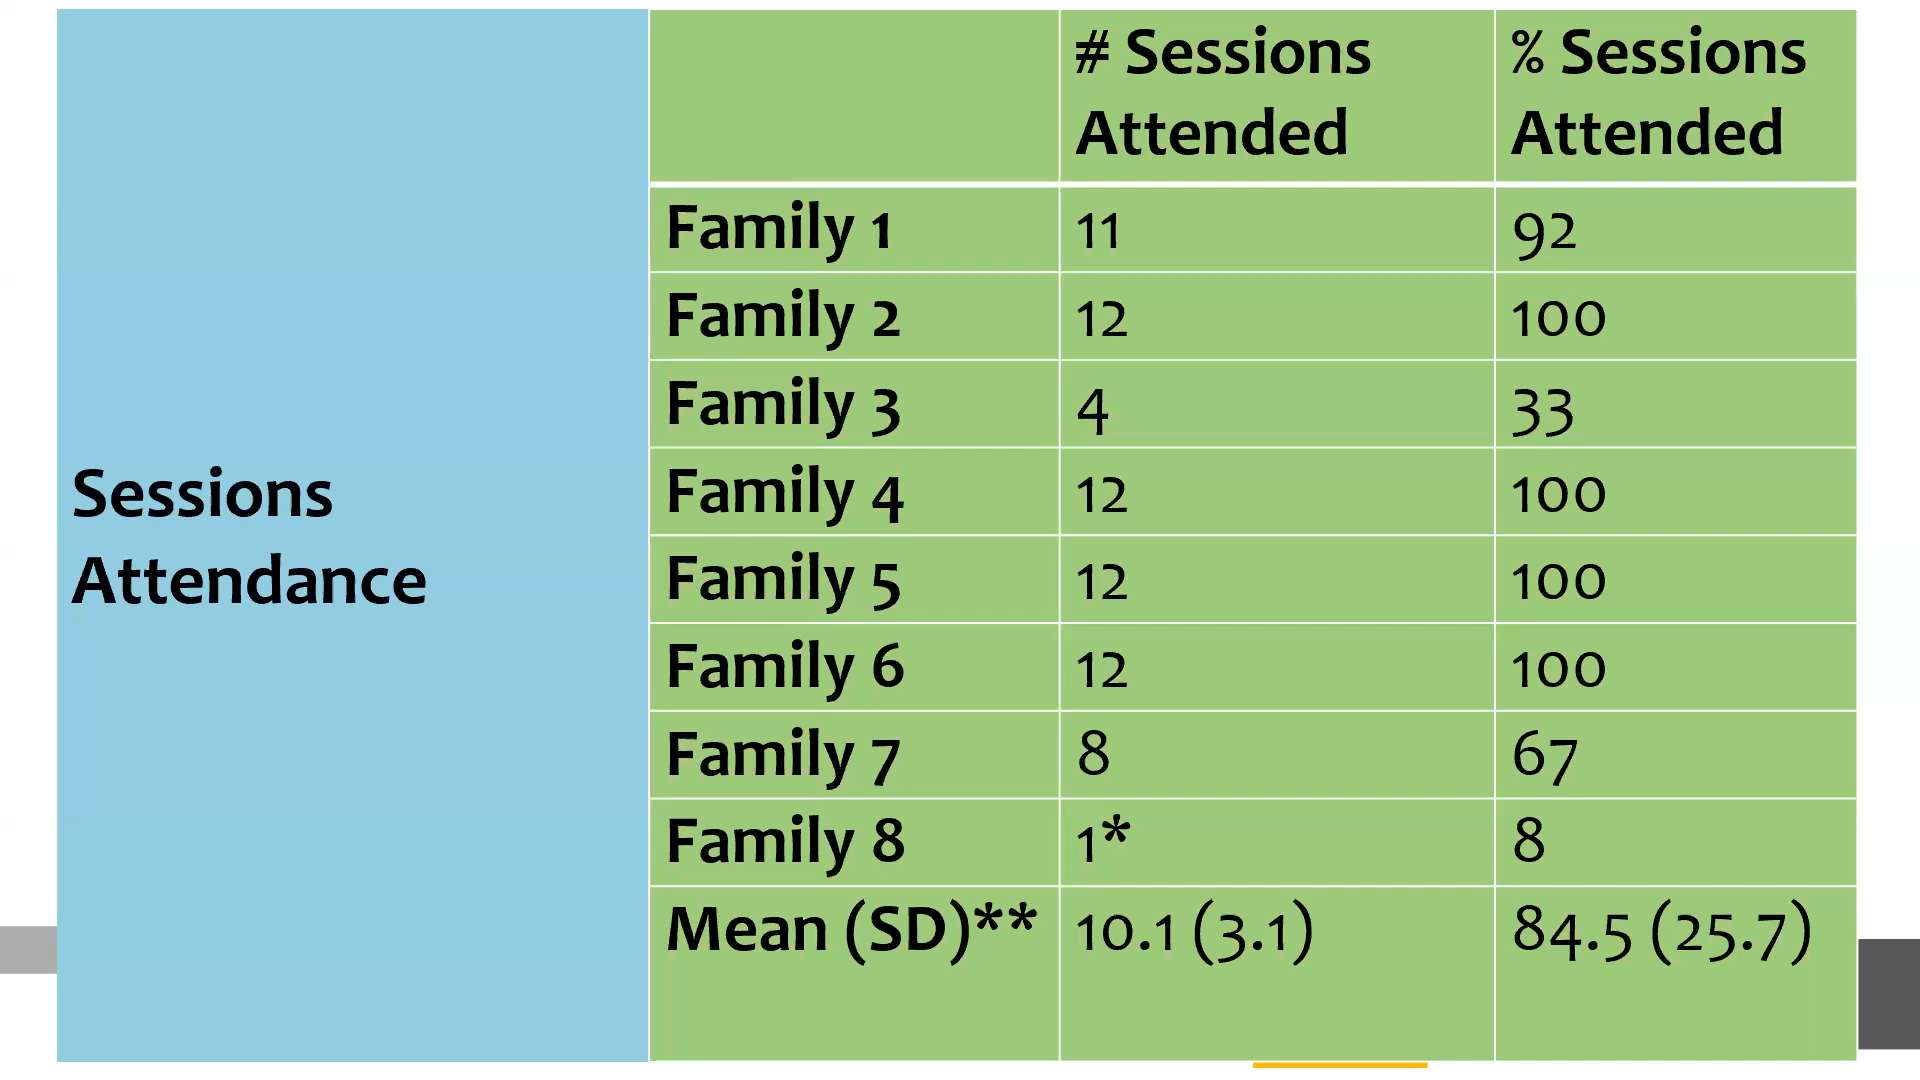 # Sessions Attended % Sessions Attended
Family 1 11 92
Family 2 12 100
Family 3 4 33
Family 4 12 100
Sessions
Attendance
Family 5 12 100
Family 6 12 100
Family 7 8 67
Family 8 1* 8
Mean (SD)** 10.1 (3.1) 84.5 (25.7)